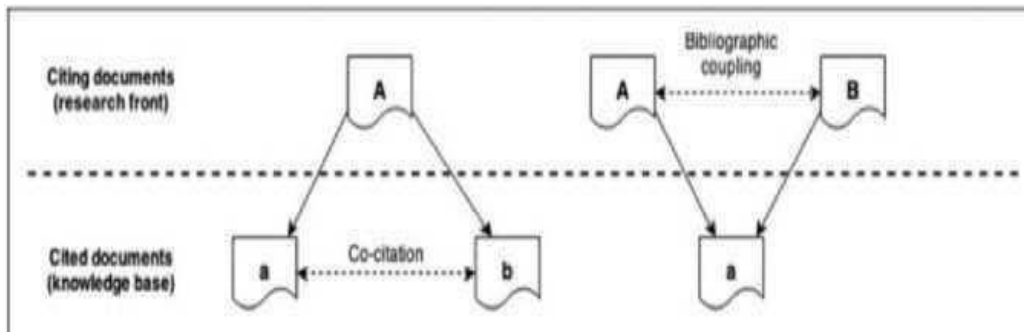 Citing documents
(research front)
A
A
Bibliographic
coupling
B
Cited documents
(knowledge base)
a
Co-citation
b
a